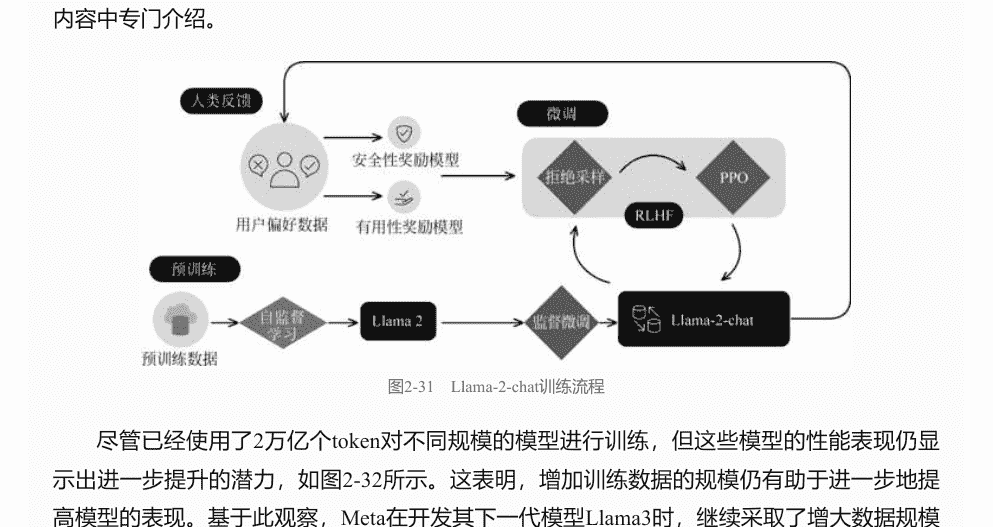 内容中专门介绍。
人类反馈
微调
安全性奖励模型
拒绝采样
PPO
用户偏好数据
有用性奖励模型
RLHF
预训练
自监督
学习
Llama 2
监督微调
Llama-2-chat
预训练数据
图2-31 Llama-2-chat训练流程
尽管已经使用了2万亿个token对不同规模的模型进行训练，但这些模型的性能表现仍显
示出进一步提升的潜力，如图2-32所示。这表明，增加训练数据的规模仍有助于进一步地提
高模型的表现。基于此观察，Meta在开发其下一代模型Llama3时，继续采取了增大数据规模